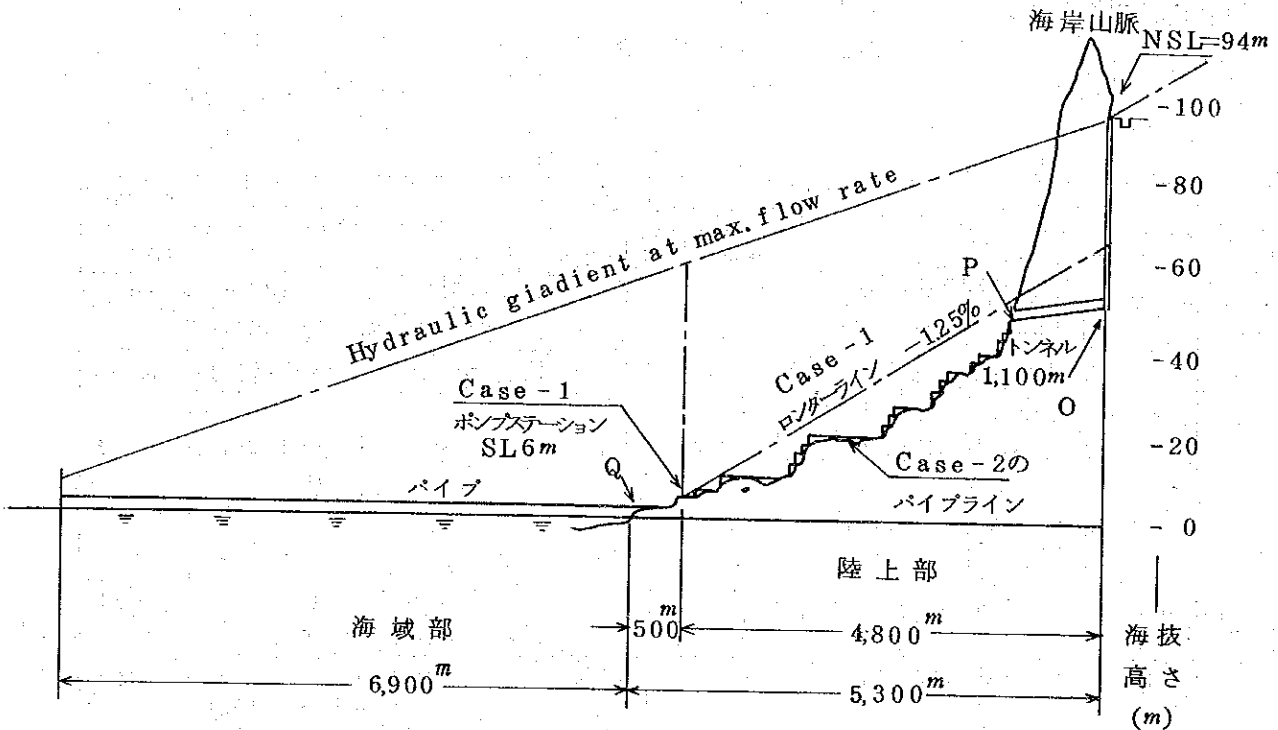 海岸山脈
NSL=94m
-100
-80
-60
-40
-20
- 0
Hydraulic giadient at max. flow rate
P
トンネル
1,100m
O
Case-1
ロンダーライン -1.25%
Case-1
ポンプステーション
SL6m
Q
Case-2の
パイプライン
パイプ
陸上部
海域部
500m
4,800m
6,900m
5,300m
海抜
高さ
(m)